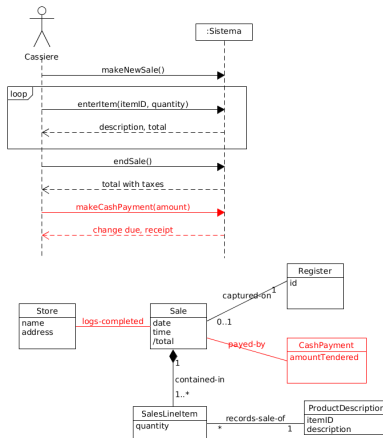 Cassiere
:Sistema
makeNewSale()
loop
enterItem(itemID, quantity)
description, total
endSale()
total with taxes
makeCashPayment(amount)
change due, receipt
Register
id
captured-on
1
0..1
Store
name
address
logs-completed
Sale
date
time
/total
payed-by
CashPayment
amountTendered
1
contained-in
1..*
SalesLineItem
quantity
records-sale-of
*
1
ProductDescription
itemID
description